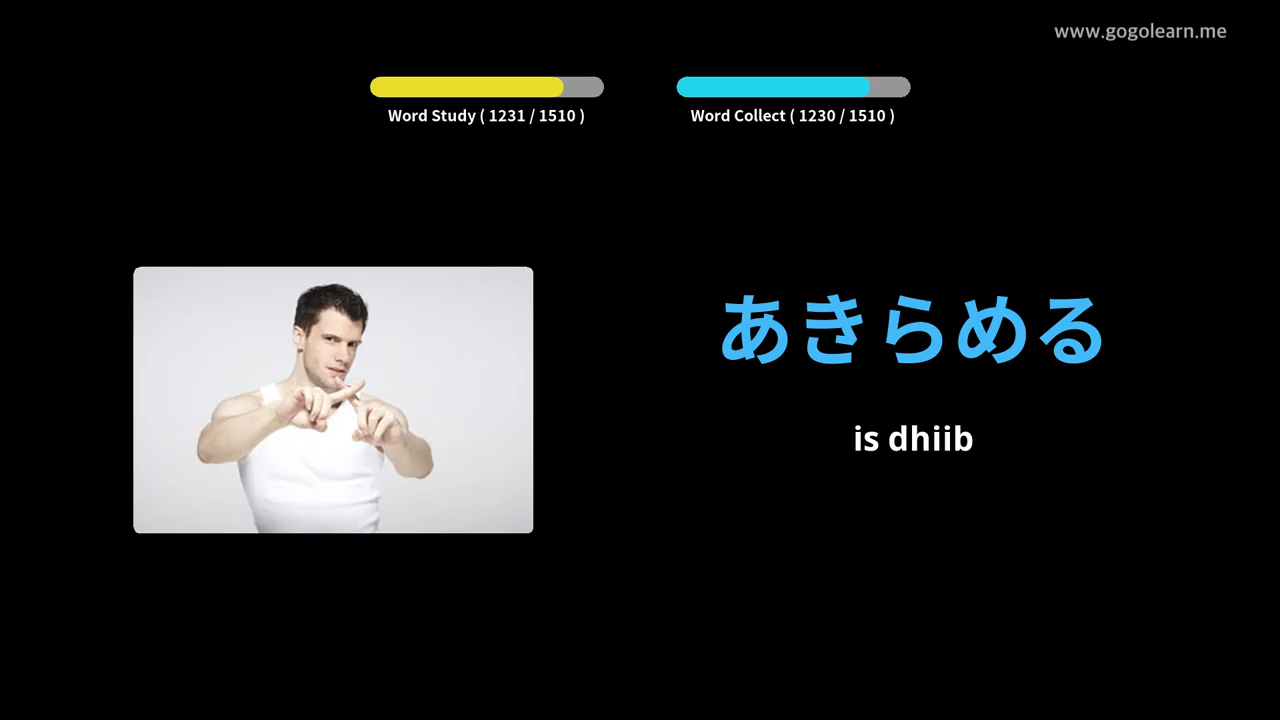 www.gogolearn.me
Word Study ( 1231 / 1510 )
Word Collect ( 1230 / 1510 )
あきらめる
is dhiib